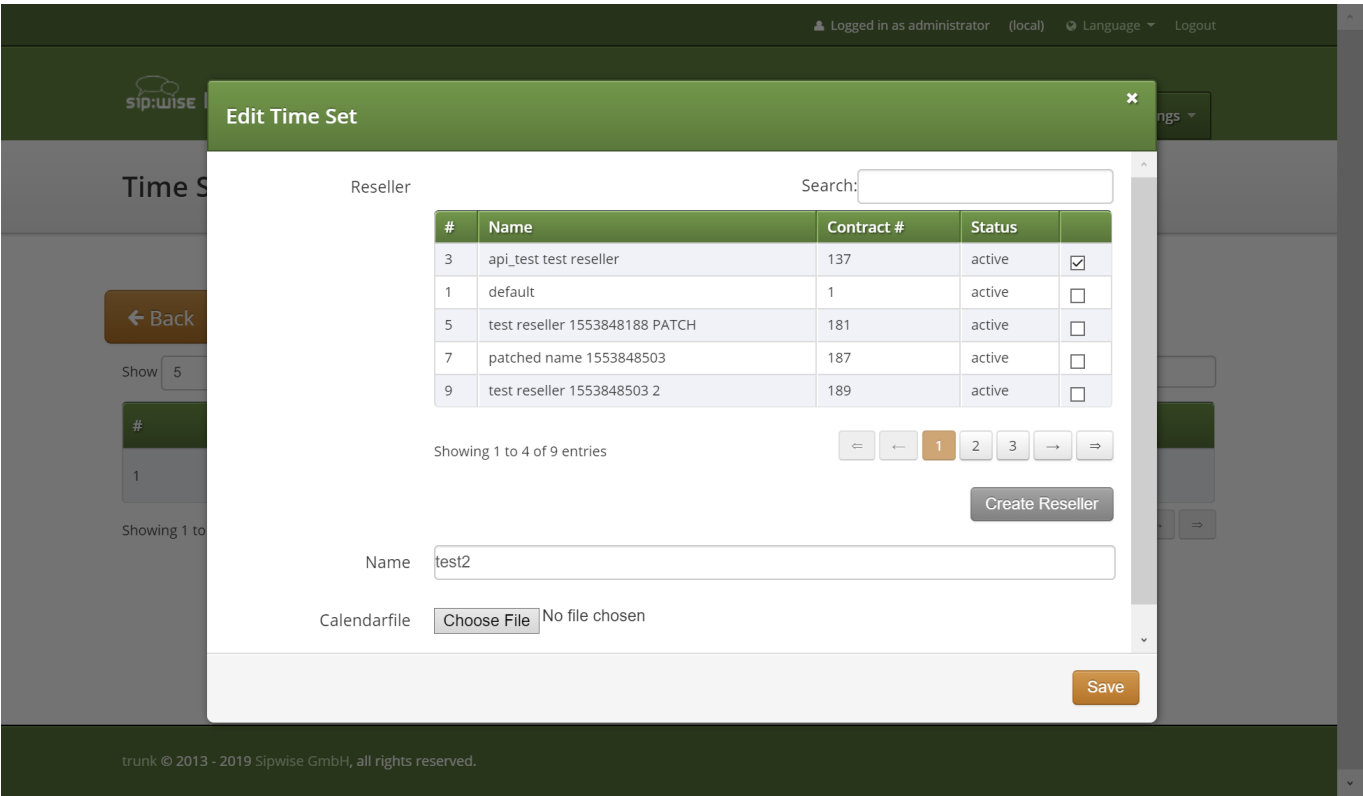 Logged in as administrator (local) Language Logout
sip:wise
ngs
Edit Time Set
Time S
Reseller Search:
# Name Contract # Status
3 api_test test reseller 137 active
1 default 1 active
5 test reseller 1553848188 PATCH 181 active
7 patched name 1553848503 187 active
9 test reseller 1553848503 2 189 active
Back
Show 5
#
1
Showing 1 to
Showing 1 to 4 of 9 entries
⇐ ← 1 2 3 → ⇒
Create Reseller
⇒
Name test2
Calendarfile Choose File No file chosen
Save
trunk © 2013 - 2019 Sipwise GmbH, all rights reserved.